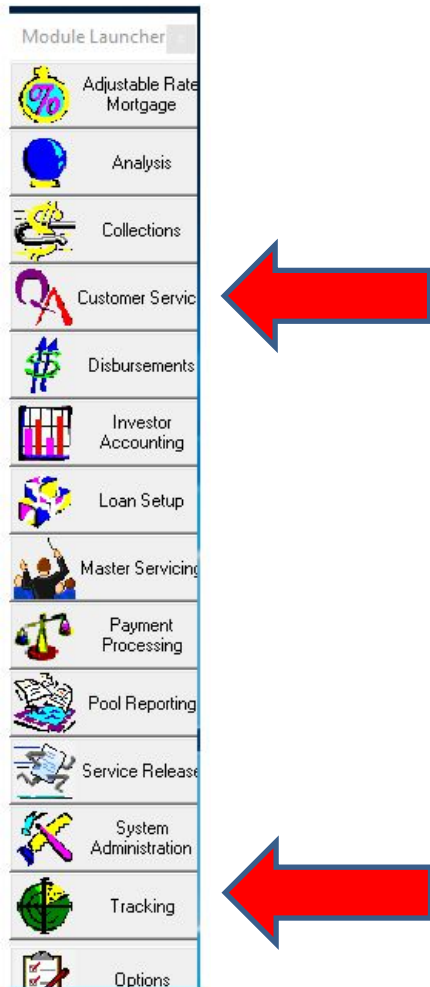 Module Launcher
Adjustable Rate
Mortgage
Analysis
Collections
QA
Customer Servic
Disbursements
Investor
Accounting
Loan Setup
Master Servicing
Payment
Processing
Pool Reporting
Service Release
System
Administration
Tracking
Options